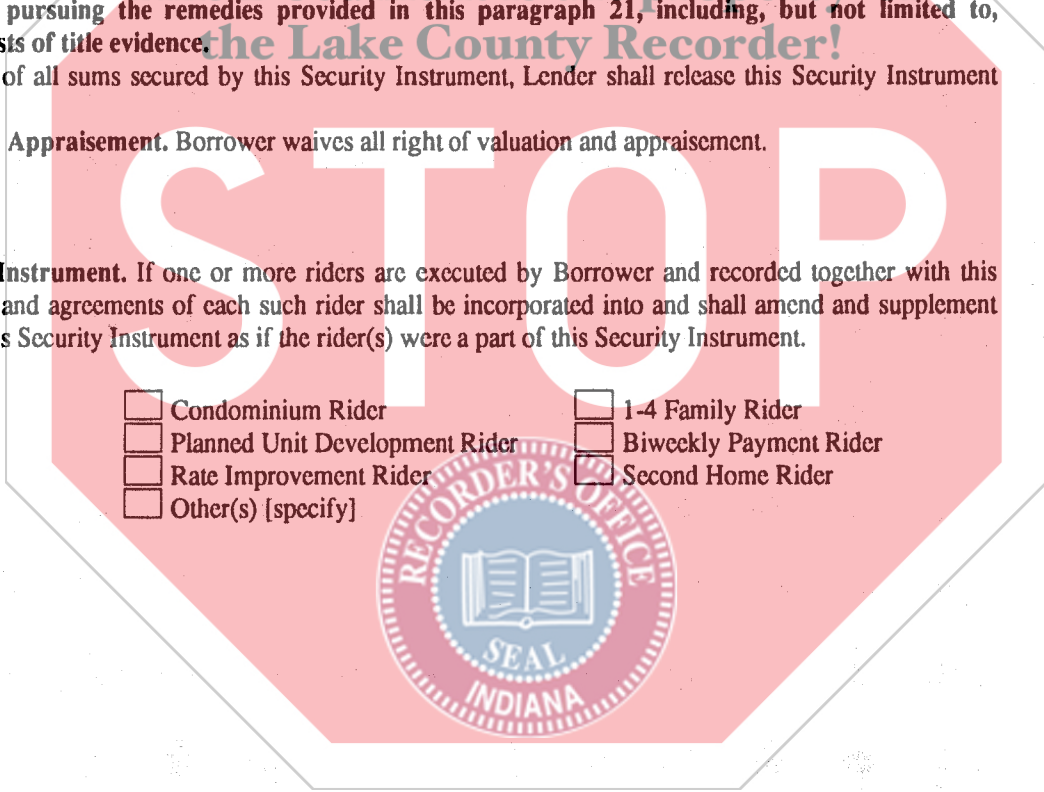 pursuing the remedies provided in this paragraph 21, including, but not limited to,
sts of title evidence.
the Lake County Recorder!
of all sums secured by this Security Instrument, Lender shall release this Security Instrument
Appraisement. Borrower waives all right of valuation and appraisement.
STOP
Instrument. If one or more riders are executed by Borrower and recorded together with this
and agreements of each such rider shall be incorporated into and shall amend and supplement
s Security Instrument as if the rider(s) were a part of this Security Instrument.
Condominium Rider
1-4 Family Rider
Planned Unit Development Rider
Biweekly Payment Rider
Rate Improvement Rider
Second Home Rider
Other(s) [specify]
RECORDER'S OFFICE
SEAL
INDIANA